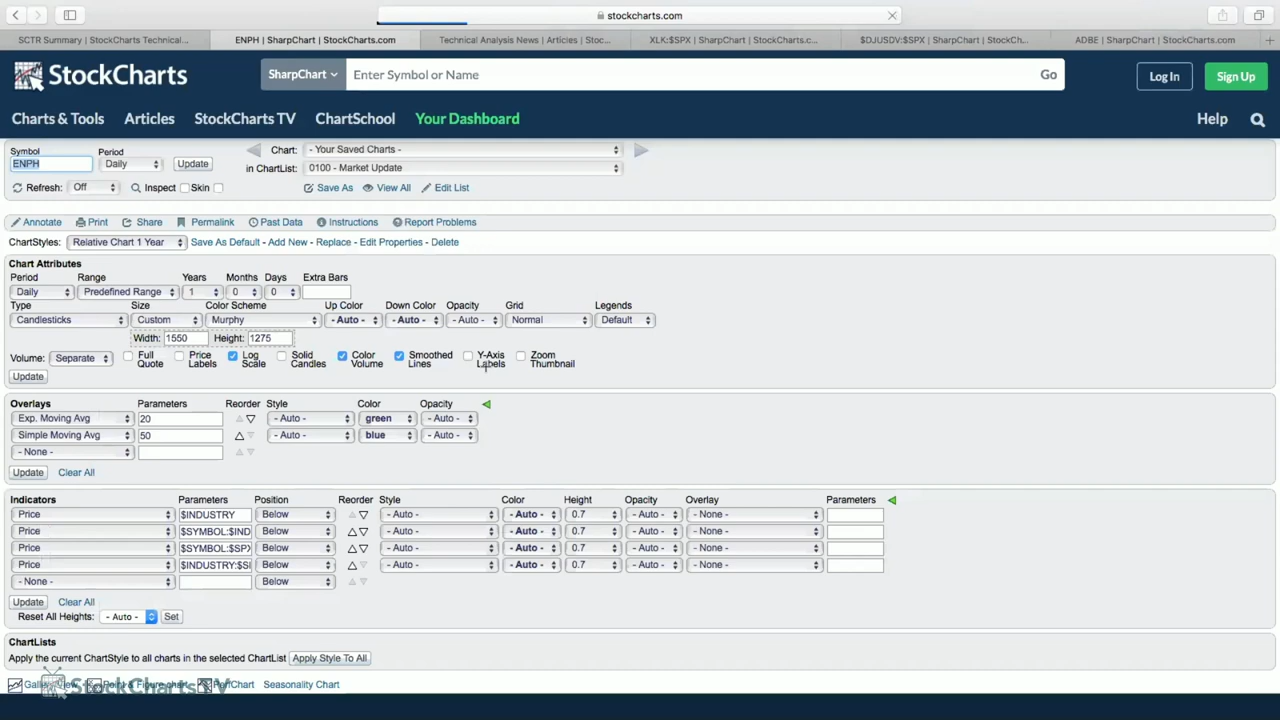 stockcharts.com
SCTR Summary | StockCharts Technical... ENPH | SharpChart | StockCharts.com Technical Analysis News | Articles | Stoc... XLK:$SPX | SharpChart | StockCharts.c... $DJUSDV:$SPX | SharpChart | StockCh... ADBE | SharpChart | StockCharts.com
StockCharts SharpChart Enter Symbol or Name Go Log In Sign Up
Charts & Tools Articles StockCharts TV ChartSchool Your Dashboard Help
Symbol Period Chart: - Your Saved Charts -
ENPH Daily Update in ChartList: 0100 - Market Update
Refresh: Off Inspect Skin Save As View All Edit List
Annotate Print Share Permalink Past Data Instructions Report Problems
ChartStyles: Relative Chart 1 Year Save As Default - Add New - Replace - Edit Properties - Delete
Chart Attributes
Period Range Years Months Days Extra Bars
Daily Predefined Range 1 0 0
Type Size Color Scheme Up Color Down Color Opacity Grid Legends
Candlesticks Custom Murphy - Auto - - Auto - - Auto - Normal Default
Width: 1550 Height: 1275
Volume: Separate Full Quote Price Labels Log Scale Solid Candles Color Volume Smoothed Lines Y-Axis Labels Zoom Thumbnail
Update
Overlays Parameters Reorder Style Color Opacity
Exp. Moving Avg 20 - Auto - green - Auto -
Simple Moving Avg 50 - Auto - blue - Auto -
- None -
Update Clear All
Indicators Parameters Position Reorder Style Color Height Opacity Overlay Parameters
Price $INDUSTRY Below - Auto - - Auto - 0.7 - Auto - - None -
Price $SYMBOL:$IND Below - Auto - - Auto - 0.7 - Auto - - None -
Price $SYMBOL:$SP Below - Auto - - Auto - 0.7 - Auto - - None -
Price $INDUSTRY:$S Below - Auto - - Auto - 0.7 - Auto - - None -
- None - Below
Update Clear All
Reset All Heights: - Auto - Set
ChartLists
Apply the current ChartStyle to all charts in the selected ChartList Apply Style To All
StockCharts TV Seasonality Chart